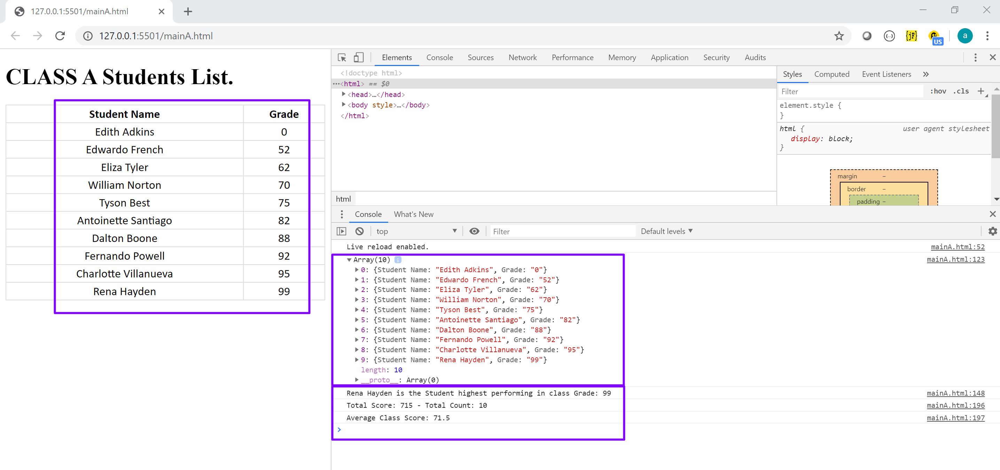 127.0.0.1:5501/mainA.html
127.0.0.1:5501/mainA.html
{··}
{jF}
US
a
CLASS A Students List.
Student Name Grade
Edith Adkins 0
Edwardo French 52
Eliza Tyler 62
William Norton 70
Tyson Best 75
Antoinette Santiago 82
Dalton Boone 88
Fernando Powell 92
Charlotte Villanueva 95
Rena Hayden 99
Elements Console Sources Network Performance Memory Application Security Audits
<!doctype html>
···<html> == $0
<head>…</head>
<body style>…</body>
</html>
html
Styles Computed Event Listeners »
Filter :hov .cls +
element.style {
}
html { user agent stylesheet
display: block;
}
margin –
border –
padding –
Console What's New
top Filter Default levels
Live reload enabled. mainA.html:52
Array(10) i mainA.html:123
0: {Student Name: "Edith Adkins", Grade: "0"}
1: {Student Name: "Edwardo French", Grade: "52"}
2: {Student Name: "Eliza Tyler", Grade: "62"}
3: {Student Name: "William Norton", Grade: "70"}
4: {Student Name: "Tyson Best", Grade: "75"}
5: {Student Name: "Antoinette Santiago", Grade: "82"}
6: {Student Name: "Dalton Boone", Grade: "88"}
7: {Student Name: "Fernando Powell", Grade: "92"}
8: {Student Name: "Charlotte Villanueva", Grade: "95"}
9: {Student Name: "Rena Hayden", Grade: "99"}
length: 10
__proto__: Array(0)
Rena Hayden is the Student highest performing in class Grade: 99 mainA.html:148
Total Score: 715 - Total Count: 10 mainA.html:196
Average Class Score: 71.5 mainA.html:197
>